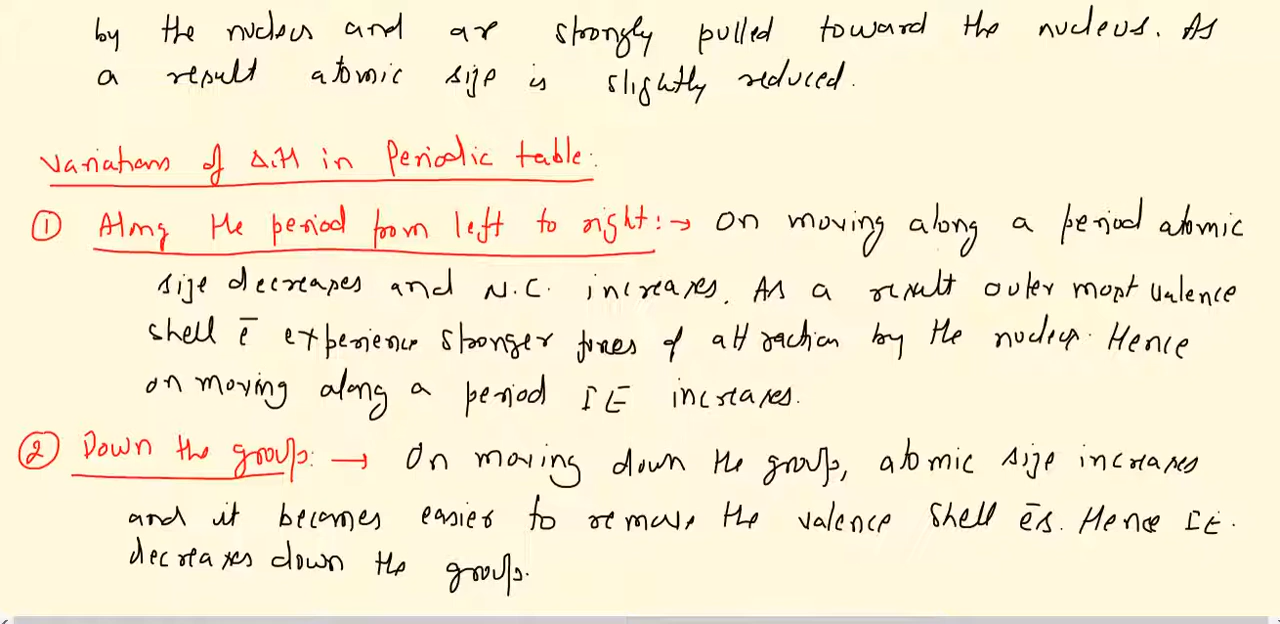 by the nucleus and are strongly pulled toward the nucleus. As
a result atomic size is slightly reduced.
Variations of ΔiH in Periodic table:
① Along the period from left to right: → On moving along a period atomic
size decreases and N.C. increases. As a result outer most valence
shell ē experience stronger forces of attraction by the nucleus. Hence
on moving along a period IE increases.
② Down the group: → On moving down the group, atomic size increases
and it becomes easier to remove the valence shell ēs. Hence IE.
decreases down the group.